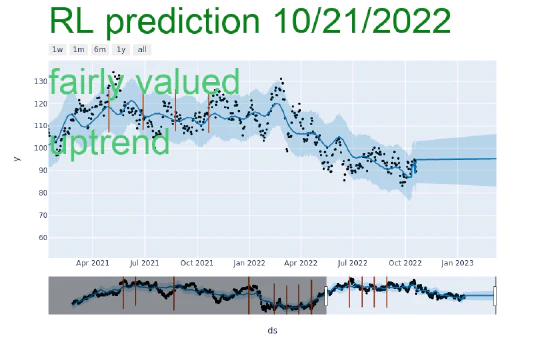 RL prediction 10/21/2022
1w 1m 6m 1y all
fairly valued
uptrend
130
120
110
100
90
80
70
60
y
Apr 2021 Jul 2021 Oct 2021 Jan 2022 Apr 2022 Jul 2022 Oct 2022 Jan 2023
ds